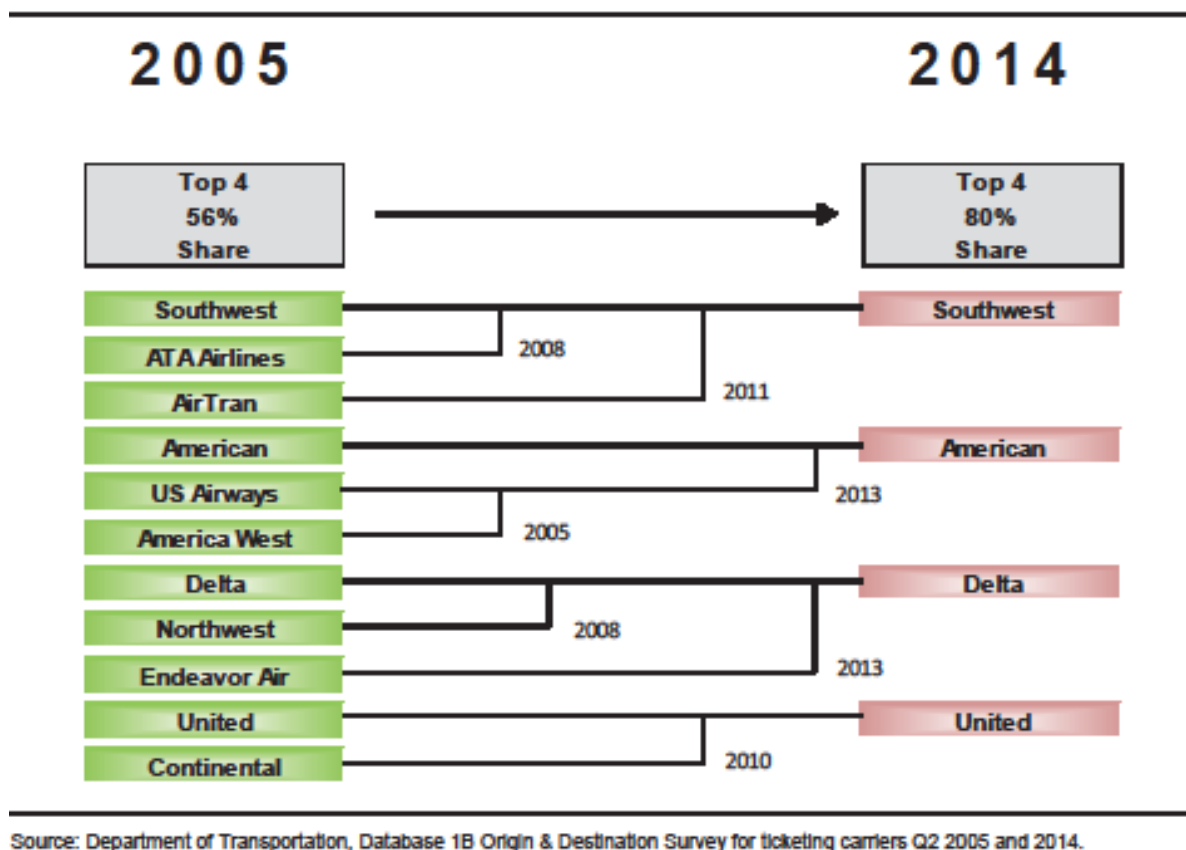 2005 2014
Top 4
56%
Share
Top 4
80%
Share
Southwest
ATA Airlines
AirTran
American
US Airways
America West
Delta
Northwest
Endeavor Air
United
Continental
2008
2011
2013
2005
2008
2013
2010
Southwest
American
Delta
United
Source: Department of Transportation, Database 1B Origin & Destination Survey for ticketing carriers Q2 2005 and 2014.